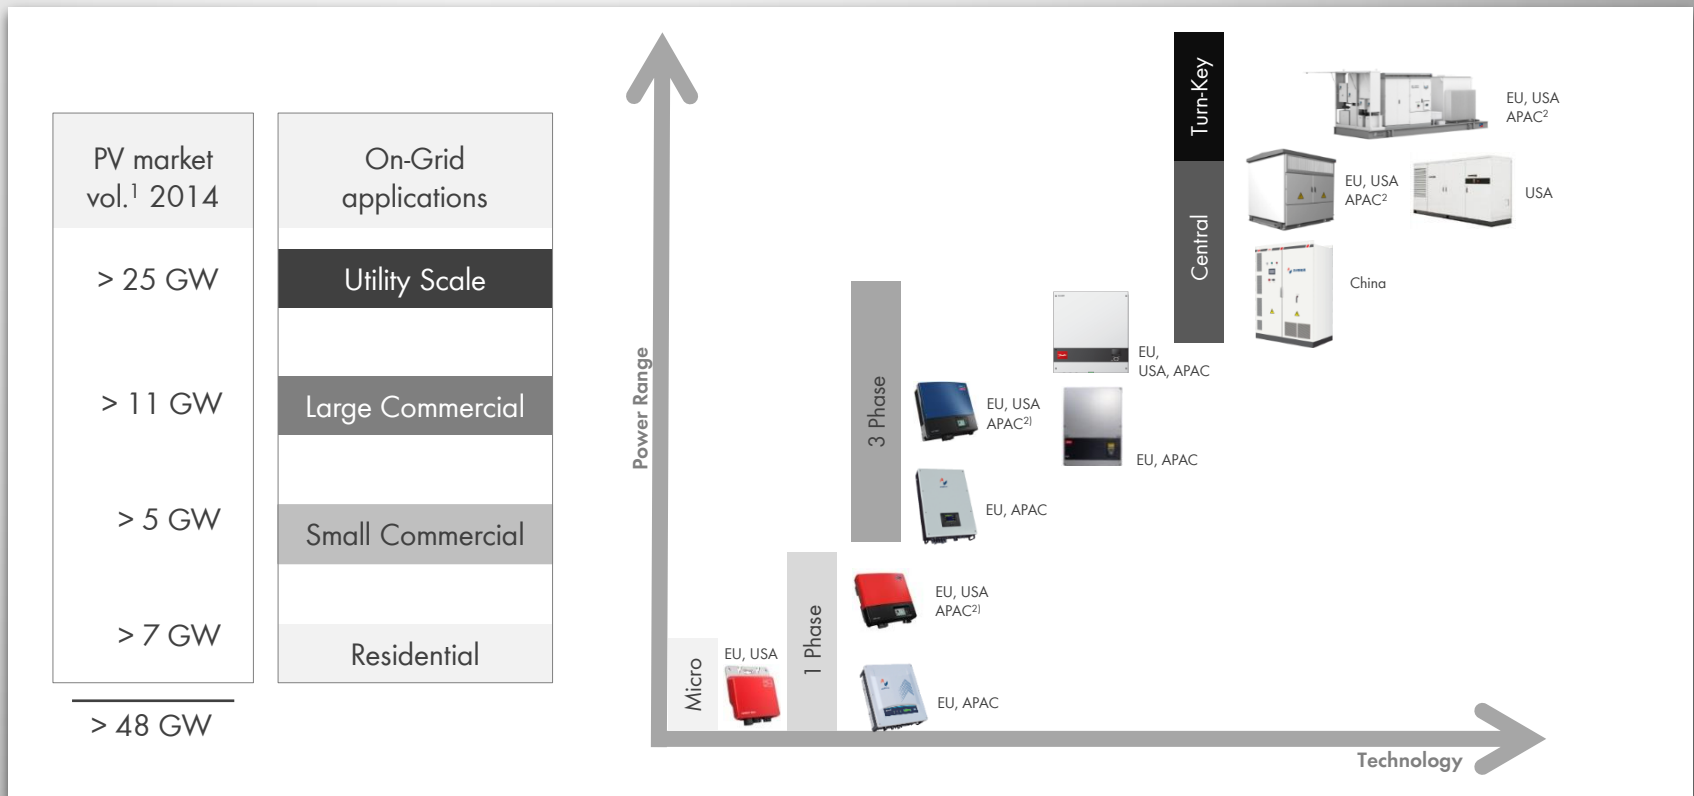 PV market
vol.¹ 2014
> 25 GW
> 11 GW
> 5 GW
> 7 GW
> 48 GW
On-Grid
applications
Utility Scale
Large Commercial
Small Commercial
Residential
Power Range
Technology
Micro
EU, USA
1 Phase
EU, USA
APAC²⁾
EU, APAC
3 Phase
EU, USA
APAC²⁾
EU, APAC
EU,
USA, APAC
EU, APAC
Turn-Key
Central
EU, USA
APAC²
EU, USA
APAC²
USA
China